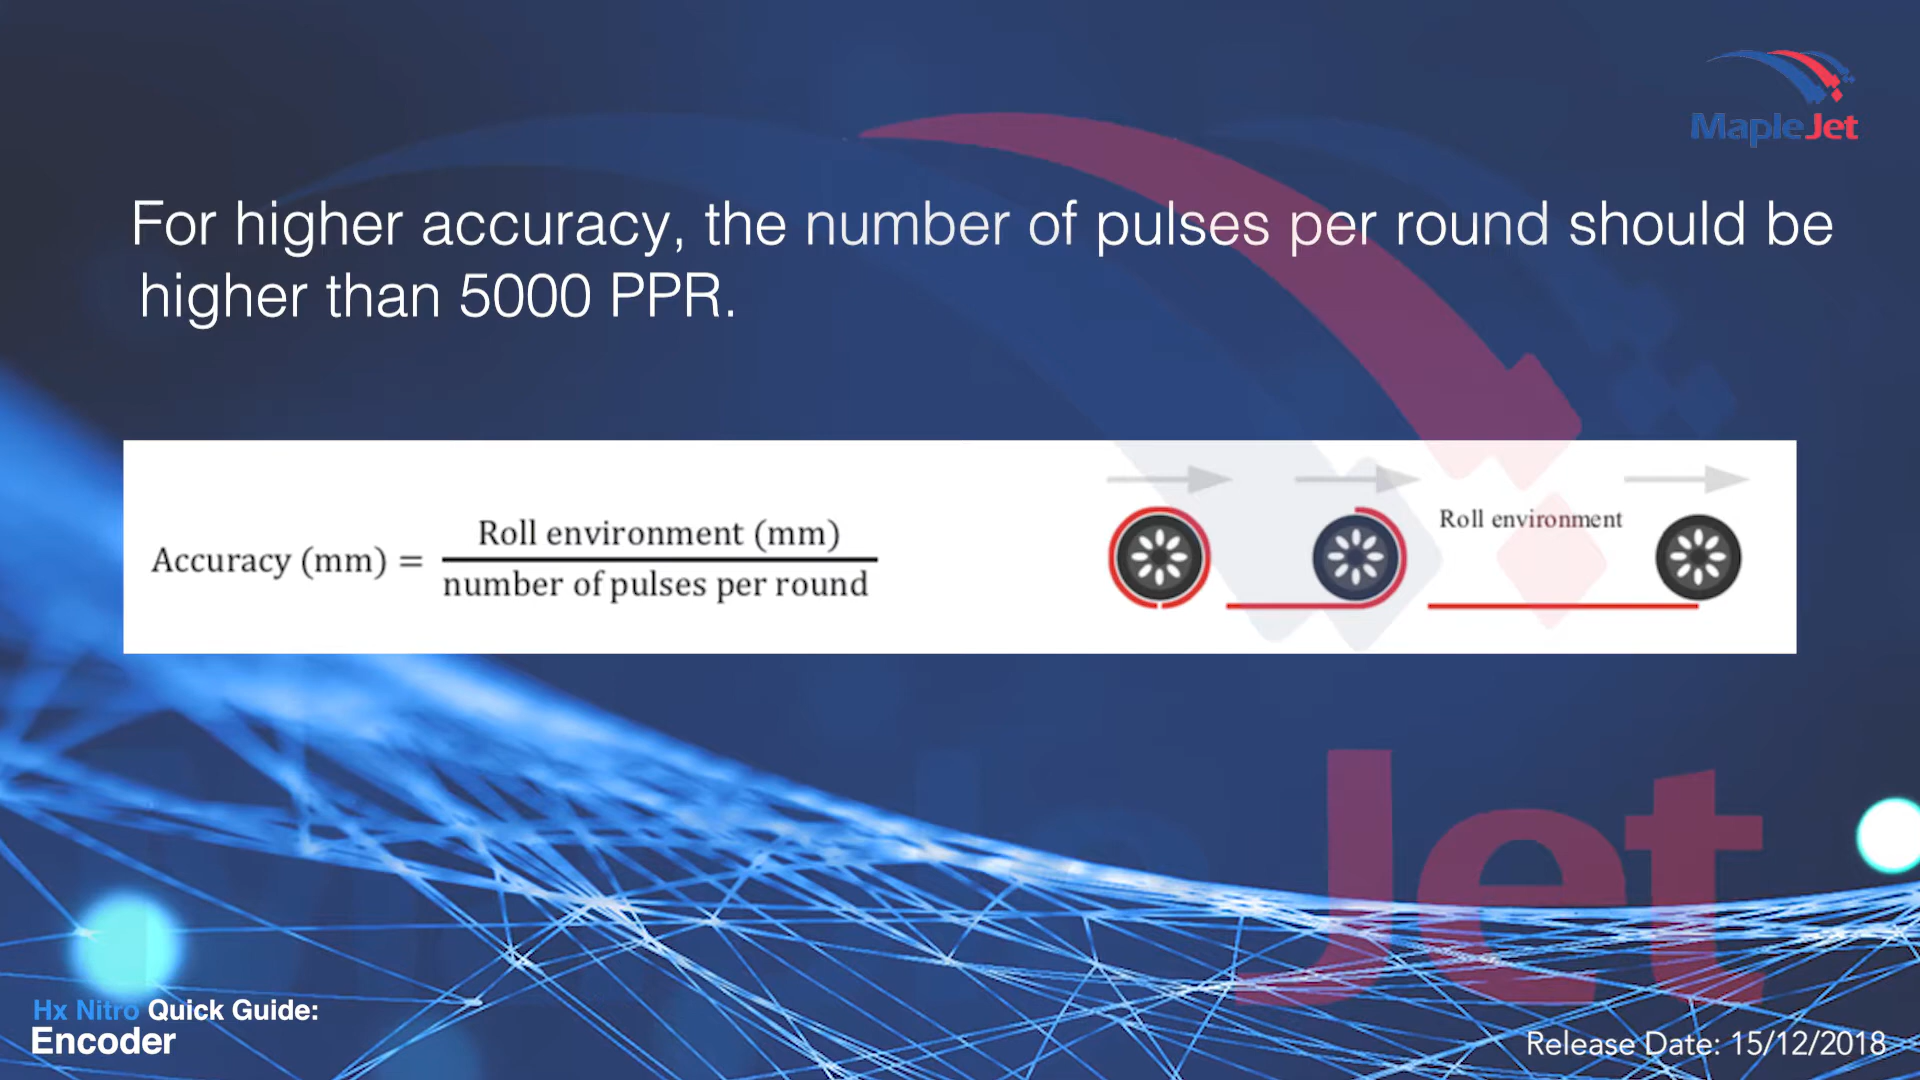 MapleJet
For higher accuracy, the number of pulses per round should be
higher than 5000 PPR.
Accuracy (mm) = Roll environment (mm)
number of pulses per round
Roll environment
Jet
Hx Nitro Quick Guide:
Encoder
Release Date: 15/12/2018